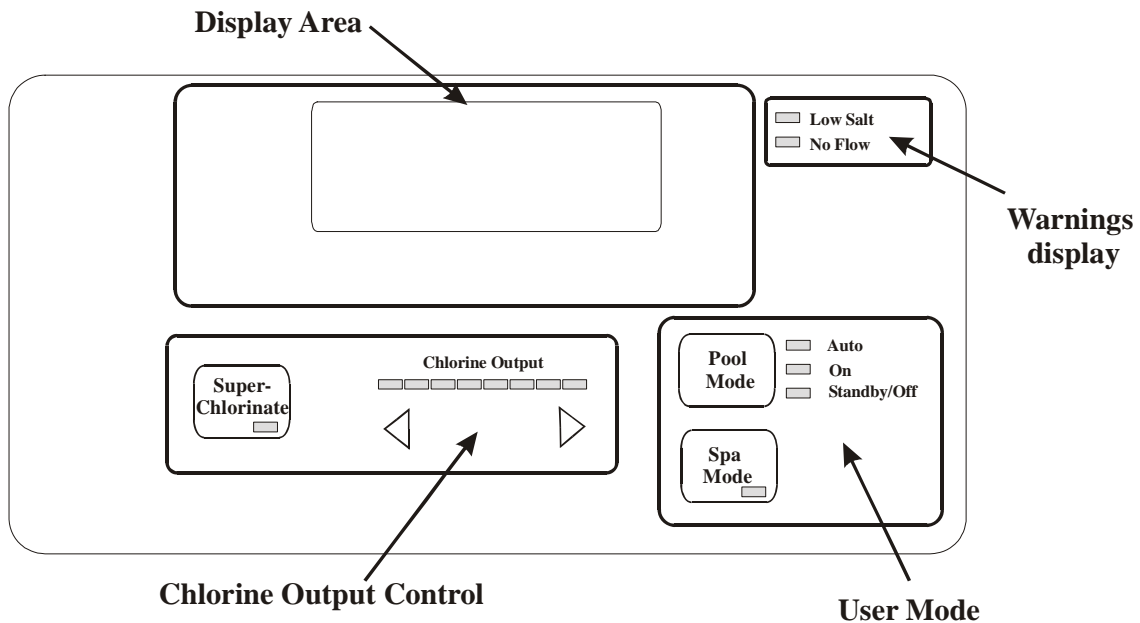 Display Area
Low Salt
No Flow
Warnings
display
Chlorine Output
Super-
Chlorinate
Pool
Mode
Auto
On
Standby/Off
Spa
Mode
Chlorine Output Control
User Mode